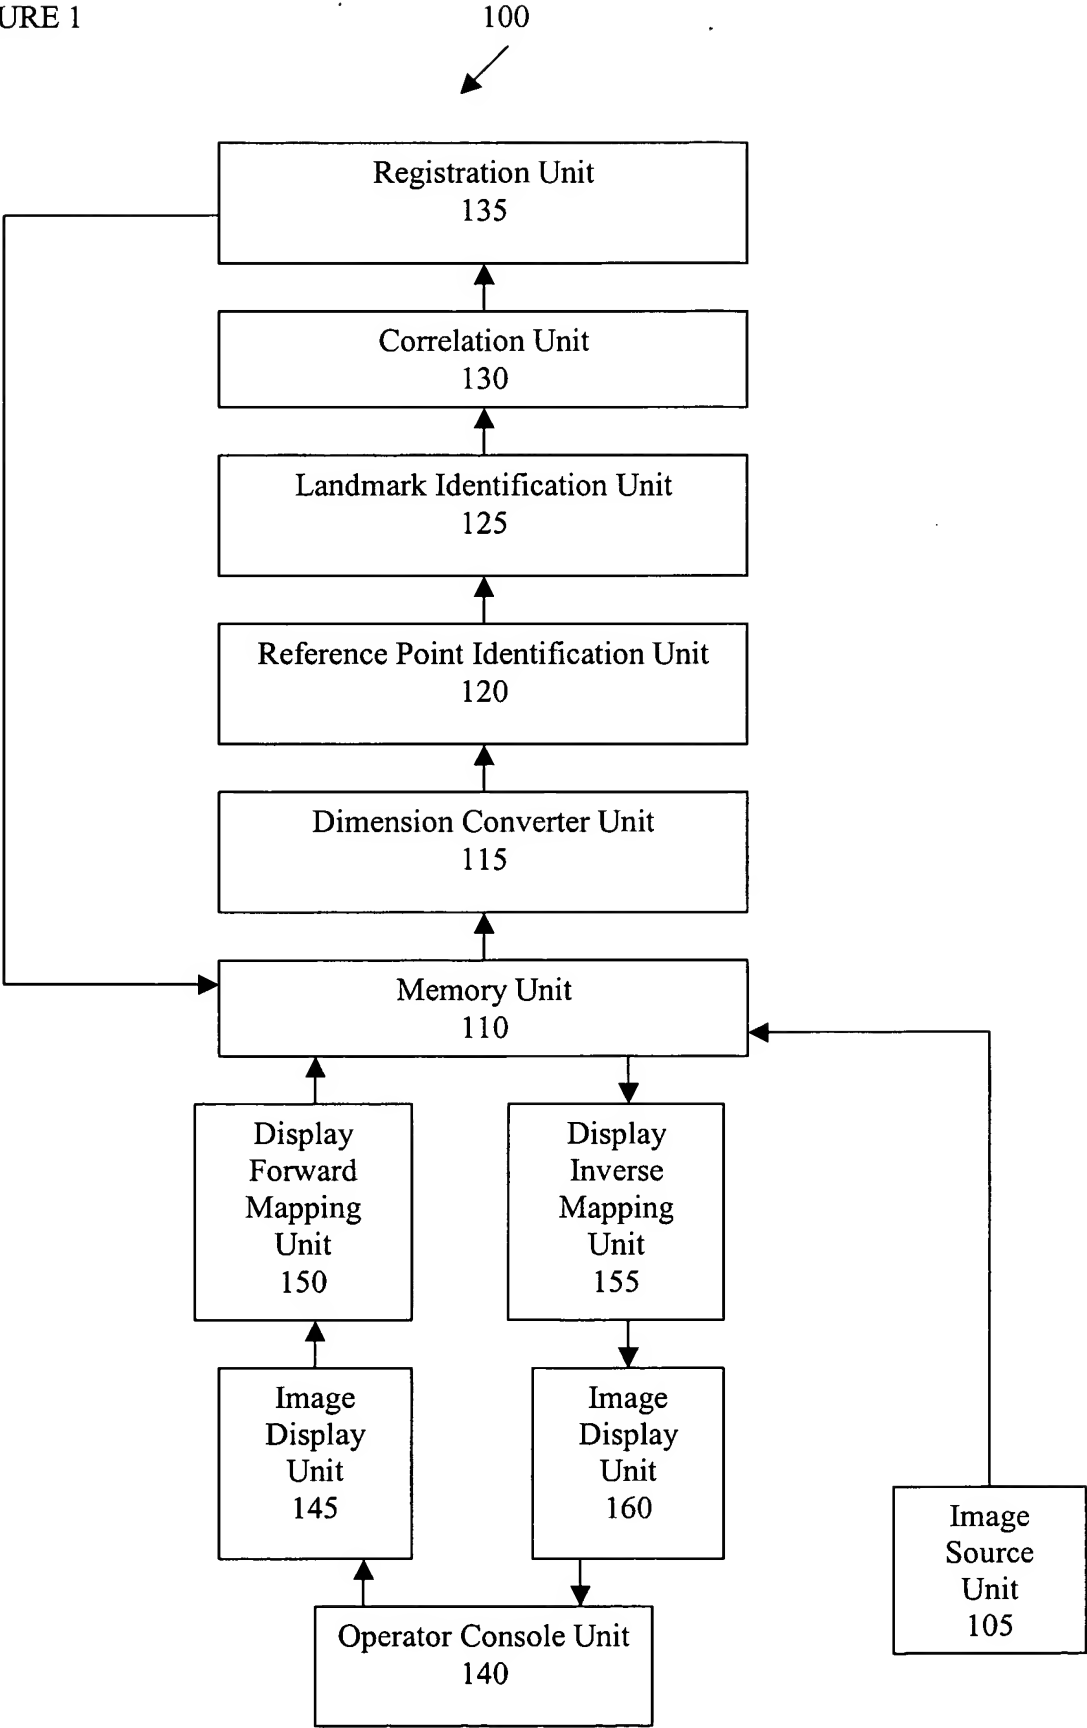 URE 1
100
Registration Unit
135
Correlation Unit
130
Landmark Identification Unit
125
Reference Point Identification Unit
120
Dimension Converter Unit
115
Memory Unit
110
Display
Forward
Mapping
Unit
150
Display
Inverse
Mapping
Unit
155
Image
Display
Unit
145
Image
Display
Unit
160
Image
Source
Unit
105
Operator Console Unit
140